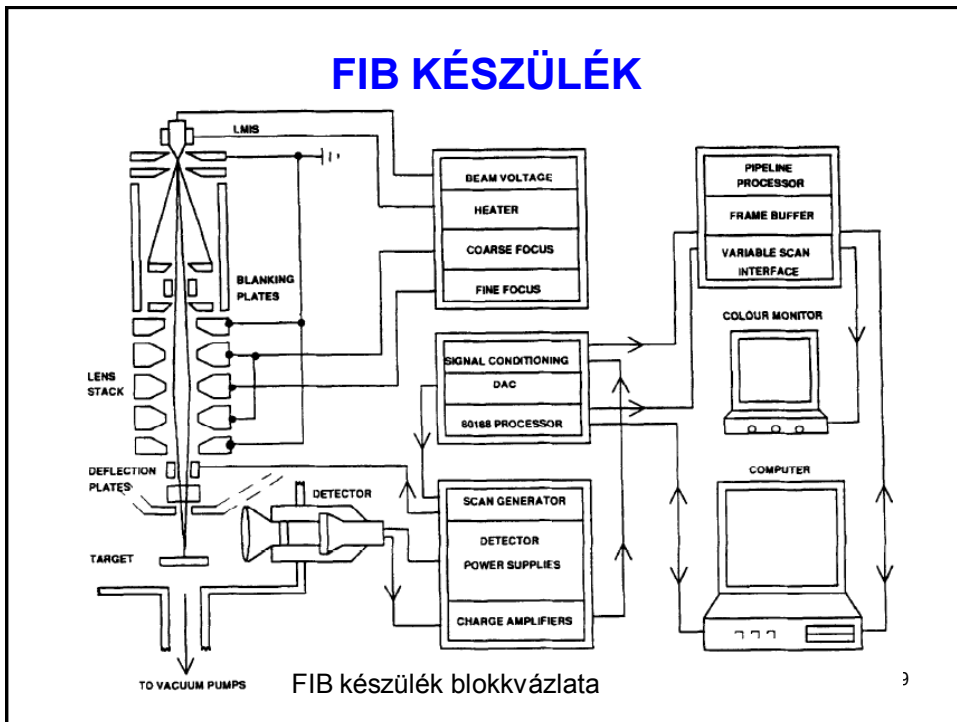 FIB KÉSZÜLÉK
LMIS
BLANKING
PLATES
LENS
STACK
DEFLECTION
PLATES
TARGET
TO VACUUM PUMPS
DETECTOR
BEAM VOLTAGE
HEATER
COARSE FOCUS
FINE FOCUS
SIGNAL CONDITIONING
DAC
80188 PROCESSOR
SCAN GENERATOR
DETECTOR
POWER SUPPLIES
CHARGE AMPLIFIERS
PIPELINE
PROCESSOR
FRAME BUFFER
VARIABLE SCAN
INTERFACE
COLOUR MONITOR
COMPUTER
FIB készülék blokkvázlata
9